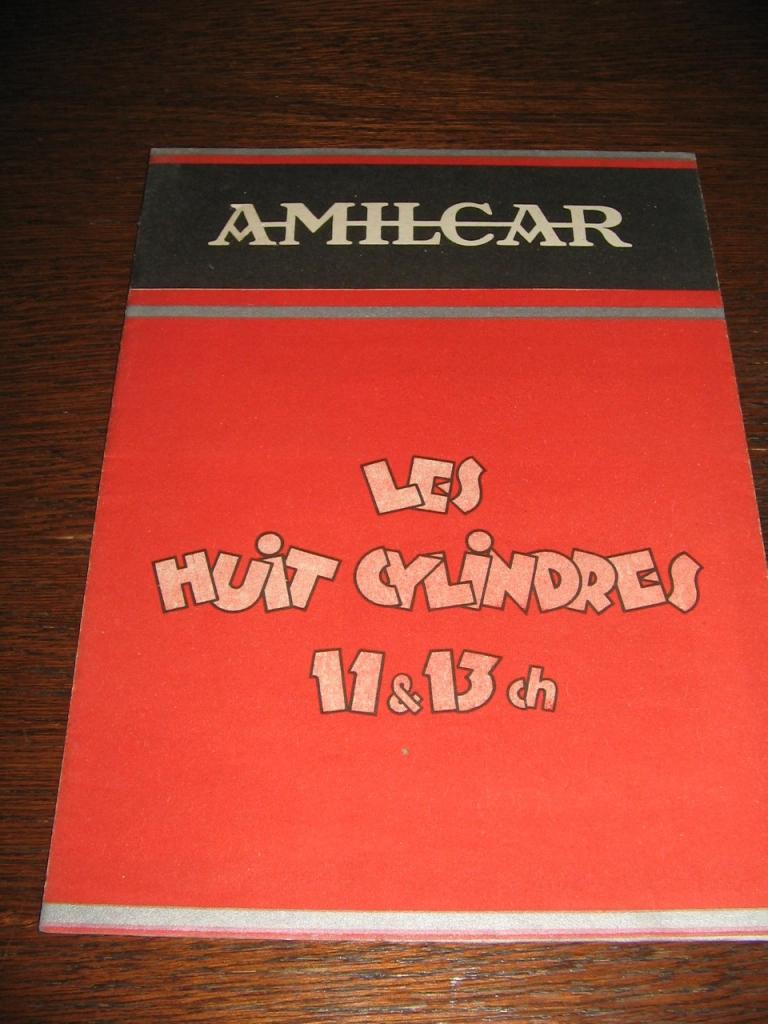 AMILCAR
LES
HUiT CYLiNDRES
11 & 13 ch